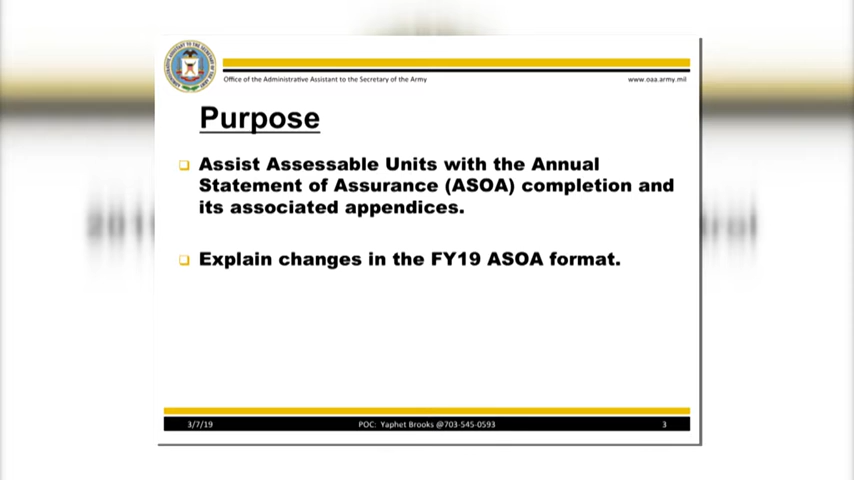 Office of the Administrative Assistant to the Secretary of the Army
www.oaa.army.mil
Purpose
Assist Assessable Units with the Annual
Statement of Assurance (ASOA) completion and
its associated appendices.
Explain changes in the FY19 ASOA format.
3/7/19
POC: Yaphet Brooks @703-545-0593
3